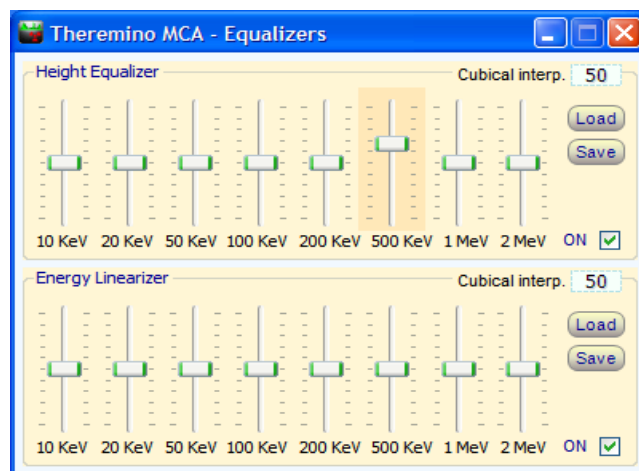 Theremino MCA - Equalizers
Height Equalizer Cubical interp. 50
Load
Save
10 KeV 20 KeV 50 KeV 100 KeV 200 KeV 500 KeV 1 MeV 2 MeV ON
Energy Linearizer Cubical interp. 50
Load
Save
10 KeV 20 KeV 50 KeV 100 KeV 200 KeV 500 KeV 1 MeV 2 MeV ON